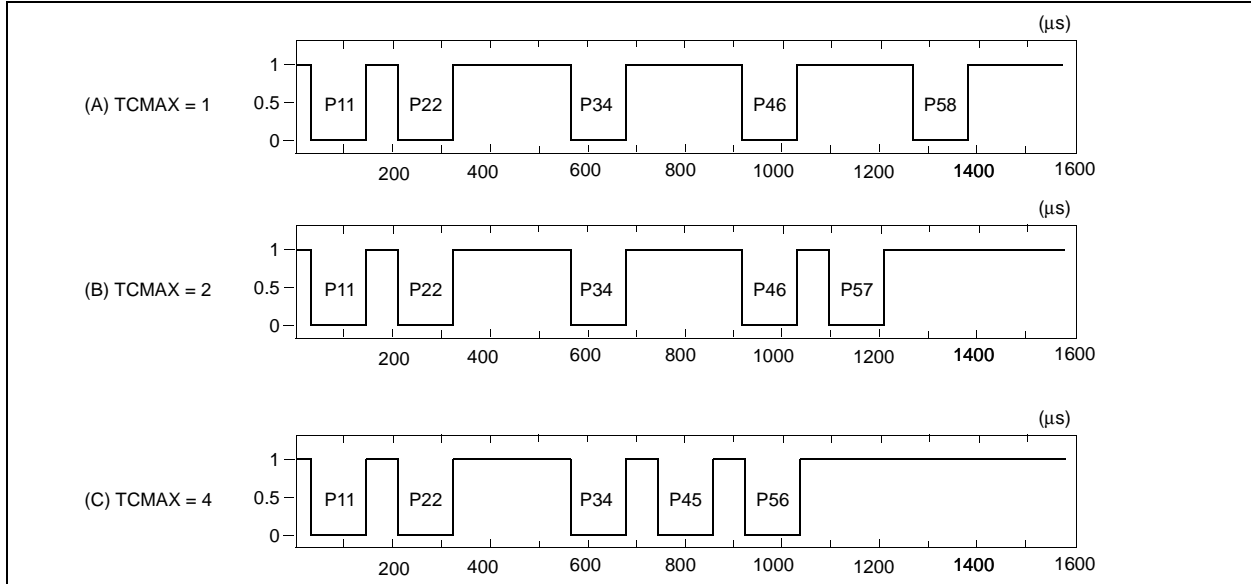 (μs)
1
(A) TCMAX = 1
0.5
P11
P22
P34
P46
P58
0
200
400
600
800
1000
1200
1400
1600
(μs)
1
(B) TCMAX = 2
0.5
P11
P22
P34
P46
P57
0
200
400
600
800
1000
1200
1400
1600
(μs)
1
(C) TCMAX = 4
0.5
P11
P22
P34
P45
P56
0
200
400
600
800
1000
1200
1400
1600